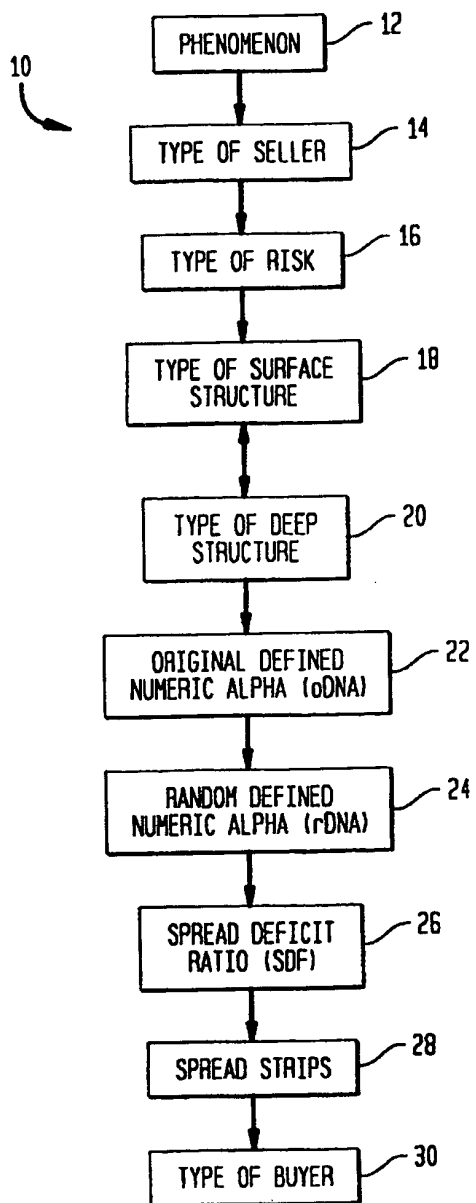 PHENOMENON
12
10
TYPE OF SELLER
14
TYPE OF RISK
16
TYPE OF SURFACE
STRUCTURE
18
TYPE OF DEEP
STRUCTURE
20
ORIGINAL DEFINED
NUMERIC ALPHA (oDNA)
22
RANDOM DEFINED
NUMERIC ALPHA (rDNA)
24
SPREAD DEFICIT
RATIO (SDF)
26
SPREAD STRIPS
28
TYPE OF BUYER
30